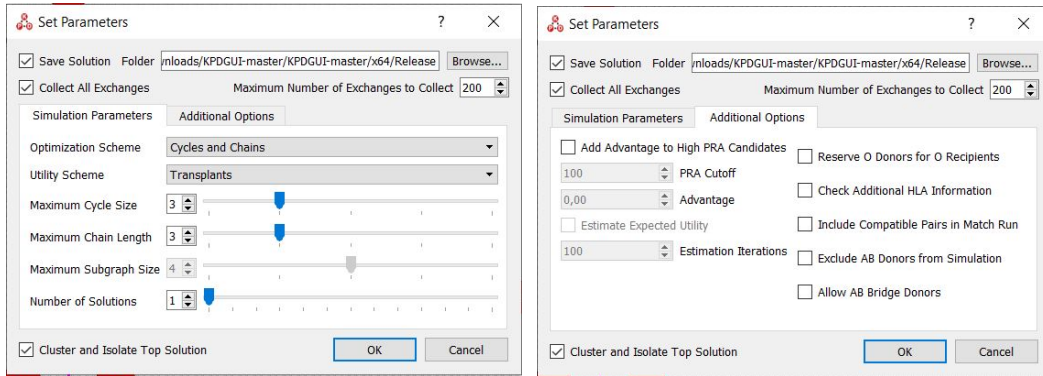 Set Parameters
?
Save Solution Folder vnloads/KPDGUI-master/KPDGUI-master/x64/Release Browse...
Collect All Exchanges Maximum Number of Exchanges to Collect 200
Simulation Parameters Additional Options
Optimization Scheme Cycles and Chains
Utility Scheme Transplants
Maximum Cycle Size 3
Maximum Chain Length 3
Maximum Subgraph Size 4
Number of Solutions 1
Cluster and Isolate Top Solution OK Cancel
Set Parameters
?
Save Solution Folder vnloads/KPDGUI-master/KPDGUI-master/x64/Release Browse...
Collect All Exchanges Maximum Number of Exchanges to Collect 200
Simulation Parameters Additional Options
Add Advantage to High PRA Candidates
100 PRA Cutoff
0,00 Advantage
Estimate Expected Utility
100 Estimation Iterations
Reserve O Donors for O Recipients
Check Additional HLA Information
Include Compatible Pairs in Match Run
Exclude AB Donors from Simulation
Allow AB Bridge Donors
Cluster and Isolate Top Solution OK Cancel